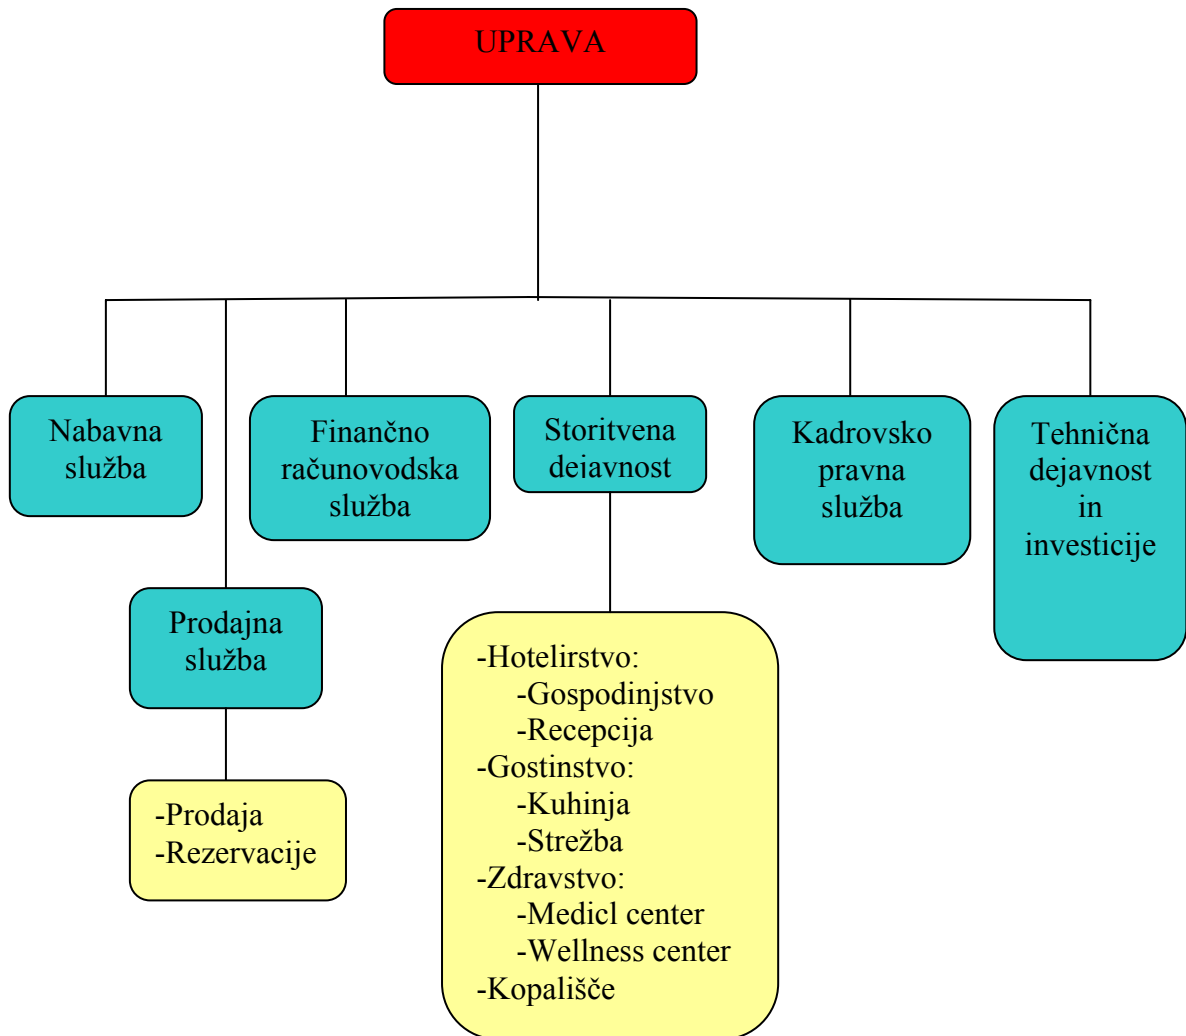 UPRAVA
Nabavna
služba
Finančno
računovodska
služba
Storitvena
dejavnost
Kadrovsko
pravna
služba
Tehnična
dejavnost
in
investicije
Prodajna
služba
-Prodaja
-Rezervacije
-Hotelirstvo:
-Gospodinjstvo
-Recepcija
-Gostinstvo:
-Kuhinja
-Strežba
-Zdravstvo:
-Medicl center
-Wellness center
-Kopališče